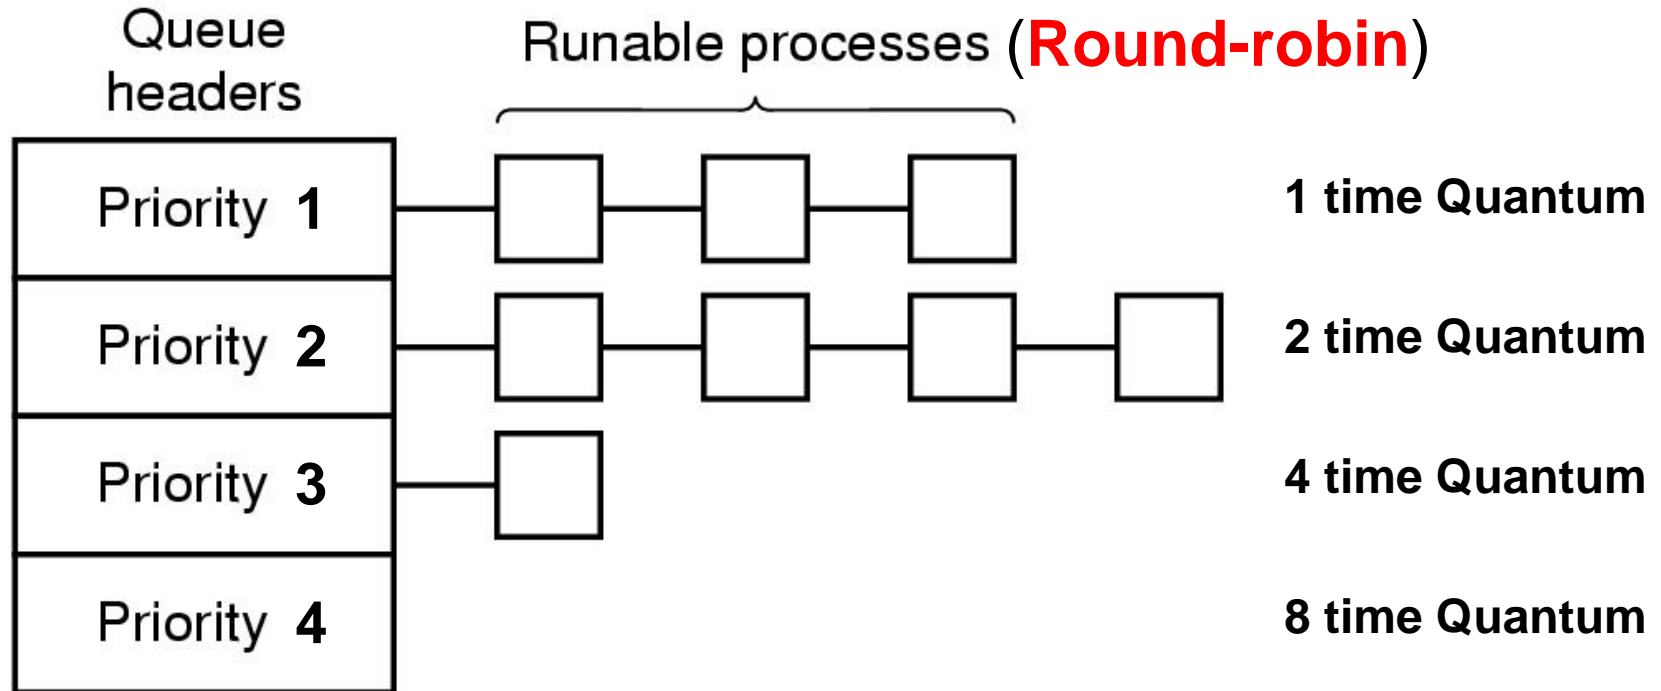 Queue
headers
Runable processes (Round-robin)
Priority 1
1 time Quantum
Priority 2
2 time Quantum
Priority 3
4 time Quantum
Priority 4
8 time Quantum